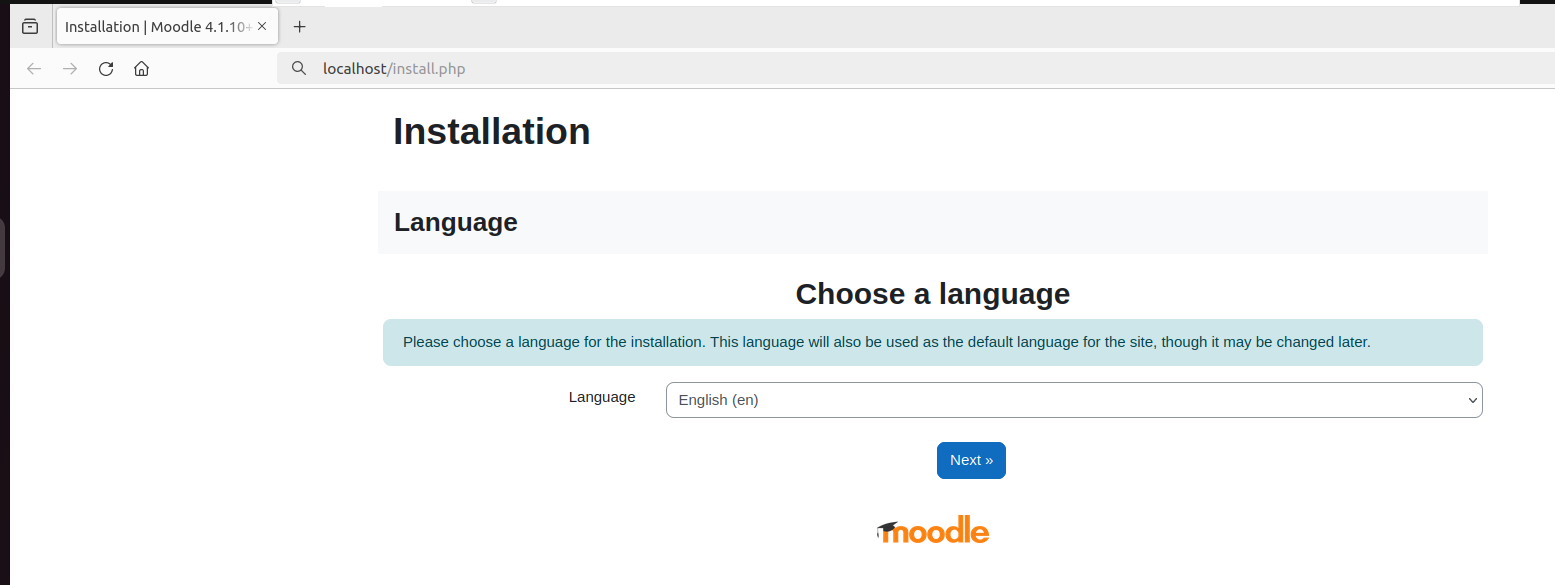 Installation | Moodle 4.1.10+
localhost/install.php
Installation
Language
Choose a language
Please choose a language for the installation. This language will also be used as the default language for the site, though it may be changed later.
Language
English (en)
Next »
moodle